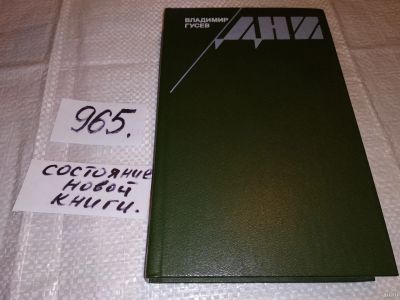 ВЛАДИМИР
ГУСЕВ
ДНИ
965.
СОСТОЯНИЕ
НОВОЙ
КНИГИ.